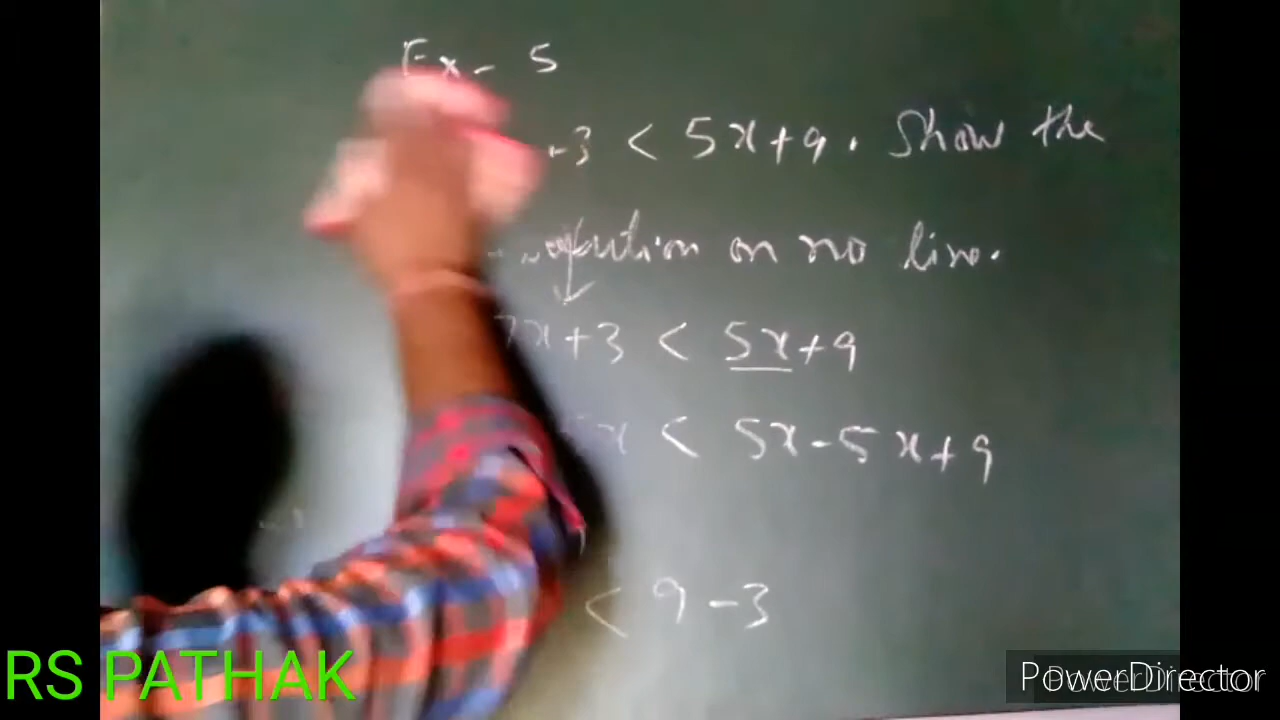 Ex - 5
3 < 5x+9. Show the
on no line.
7x+3 < 5x+9
x < 5x-5x+9
< 9-3
RS PATHAK
PowerDirector